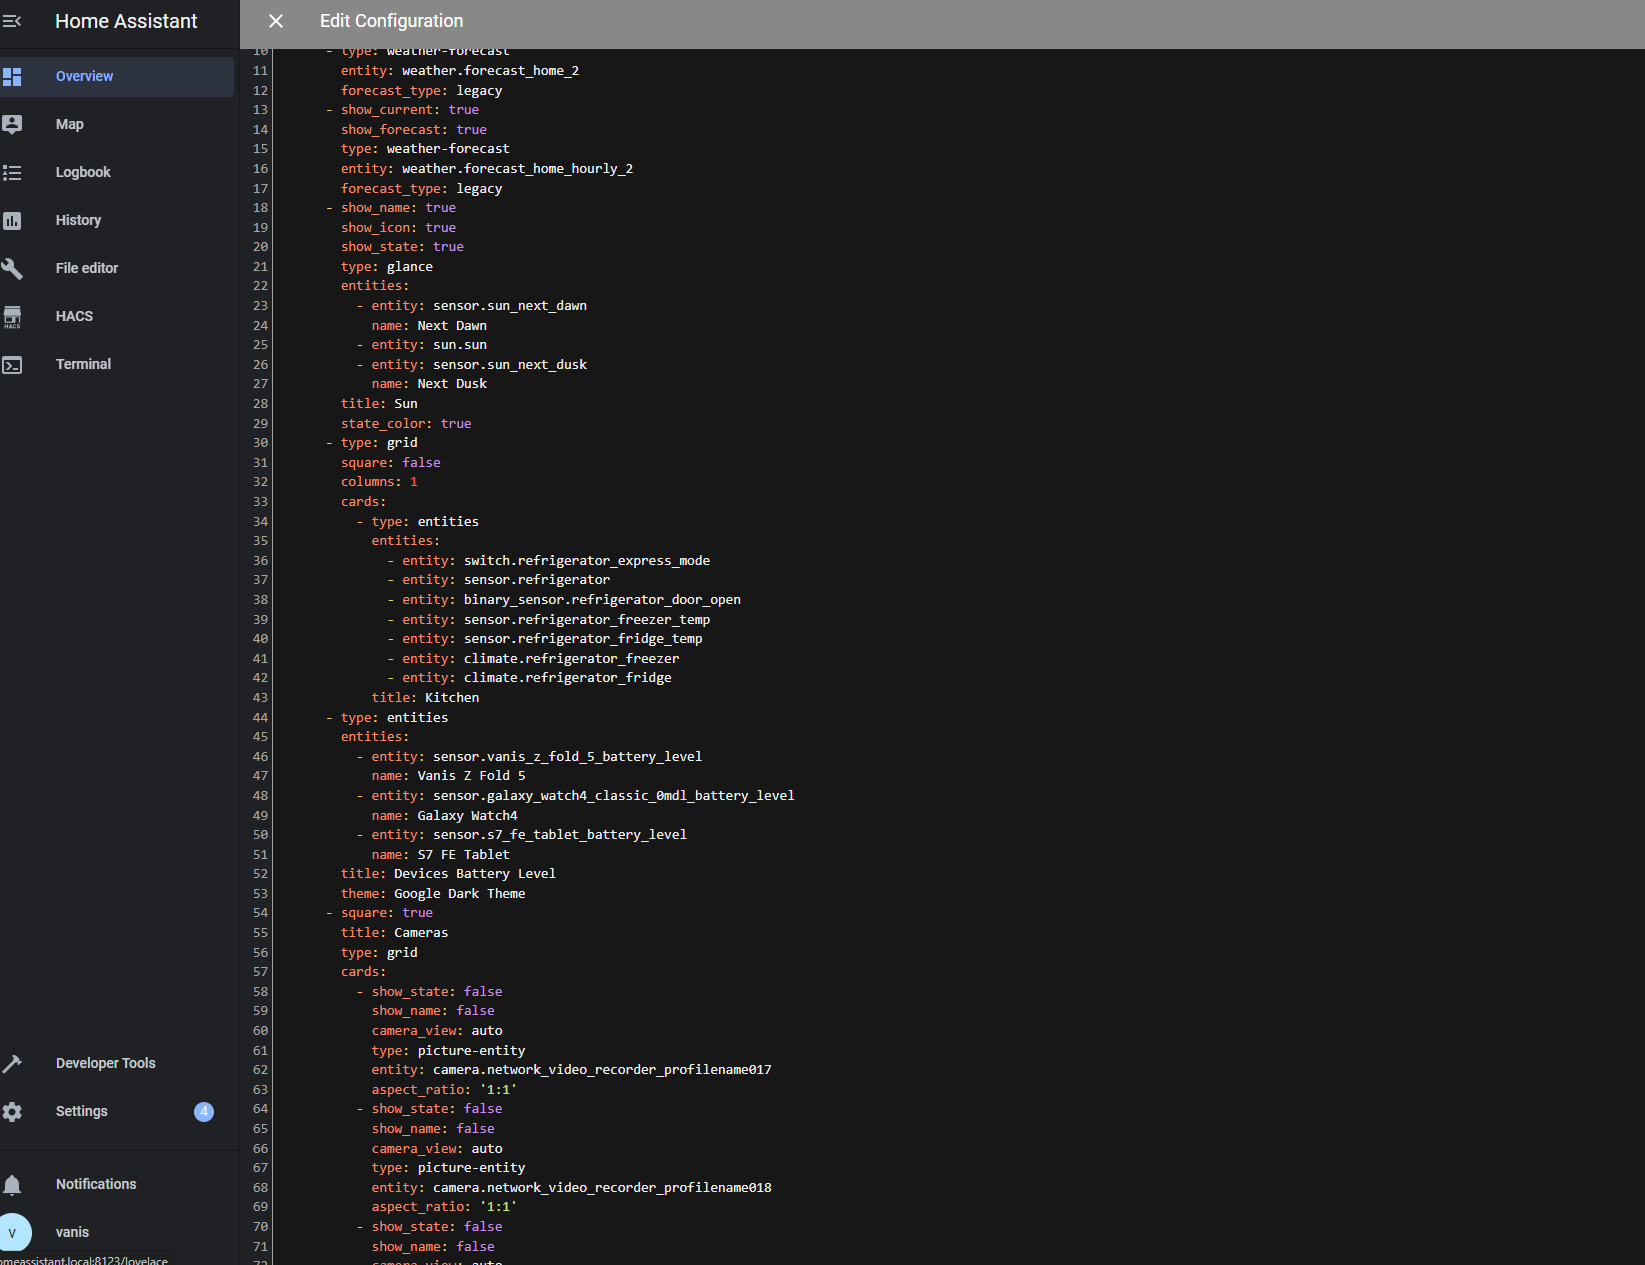 Home Assistant
Overview
Map
Logbook
History
File editor
HACS
HACS
Terminal
Developer Tools
Settings
4
Notifications
V
vanis
omeassistant.local:8123/lovelace
Edit Configuration
10 - type: weather-forecast
11 entity: weather.forecast_home_2
12 forecast_type: legacy
13 - show_current: true
14 show_forecast: true
15 type: weather-forecast
16 entity: weather.forecast_home_hourly_2
17 forecast_type: legacy
18 - show_name: true
19 show_icon: true
20 show_state: true
21 type: glance
22 entities:
23 - entity: sensor.sun_next_dawn
24 name: Next Dawn
25 - entity: sun.sun
26 - entity: sensor.sun_next_dusk
27 name: Next Dusk
28 title: Sun
29 state_color: true
30 - type: grid
31 square: false
32 columns: 1
33 cards:
34 - type: entities
35 entities:
36 - entity: switch.refrigerator_express_mode
37 - entity: sensor.refrigerator
38 - entity: binary_sensor.refrigerator_door_open
39 - entity: sensor.refrigerator_freezer_temp
40 - entity: sensor.refrigerator_fridge_temp
41 - entity: climate.refrigerator_freezer
42 - entity: climate.refrigerator_fridge
43 title: Kitchen
44 - type: entities
45 entities:
46 - entity: sensor.vanis_z_fold_5_battery_level
47 name: Vanis Z Fold 5
48 - entity: sensor.galaxy_watch4_classic_0mdl_battery_level
49 name: Galaxy Watch4
50 - entity: sensor.s7_fe_tablet_battery_level
51 name: S7 FE Tablet
52 title: Devices Battery Level
53 theme: Google Dark Theme
54 - square: true
55 title: Cameras
56 type: grid
57 cards:
58 - show_state: false
59 show_name: false
60 camera_view: auto
61 type: picture-entity
62 entity: camera.network_video_recorder_profilename017
63 aspect_ratio: '1:1'
64 - show_state: false
65 show_name: false
66 camera_view: auto
67 type: picture-entity
68 entity: camera.network_video_recorder_profilename018
69 aspect_ratio: '1:1'
70 - show_state: false
71 show_name: false
72 camera_view: auto